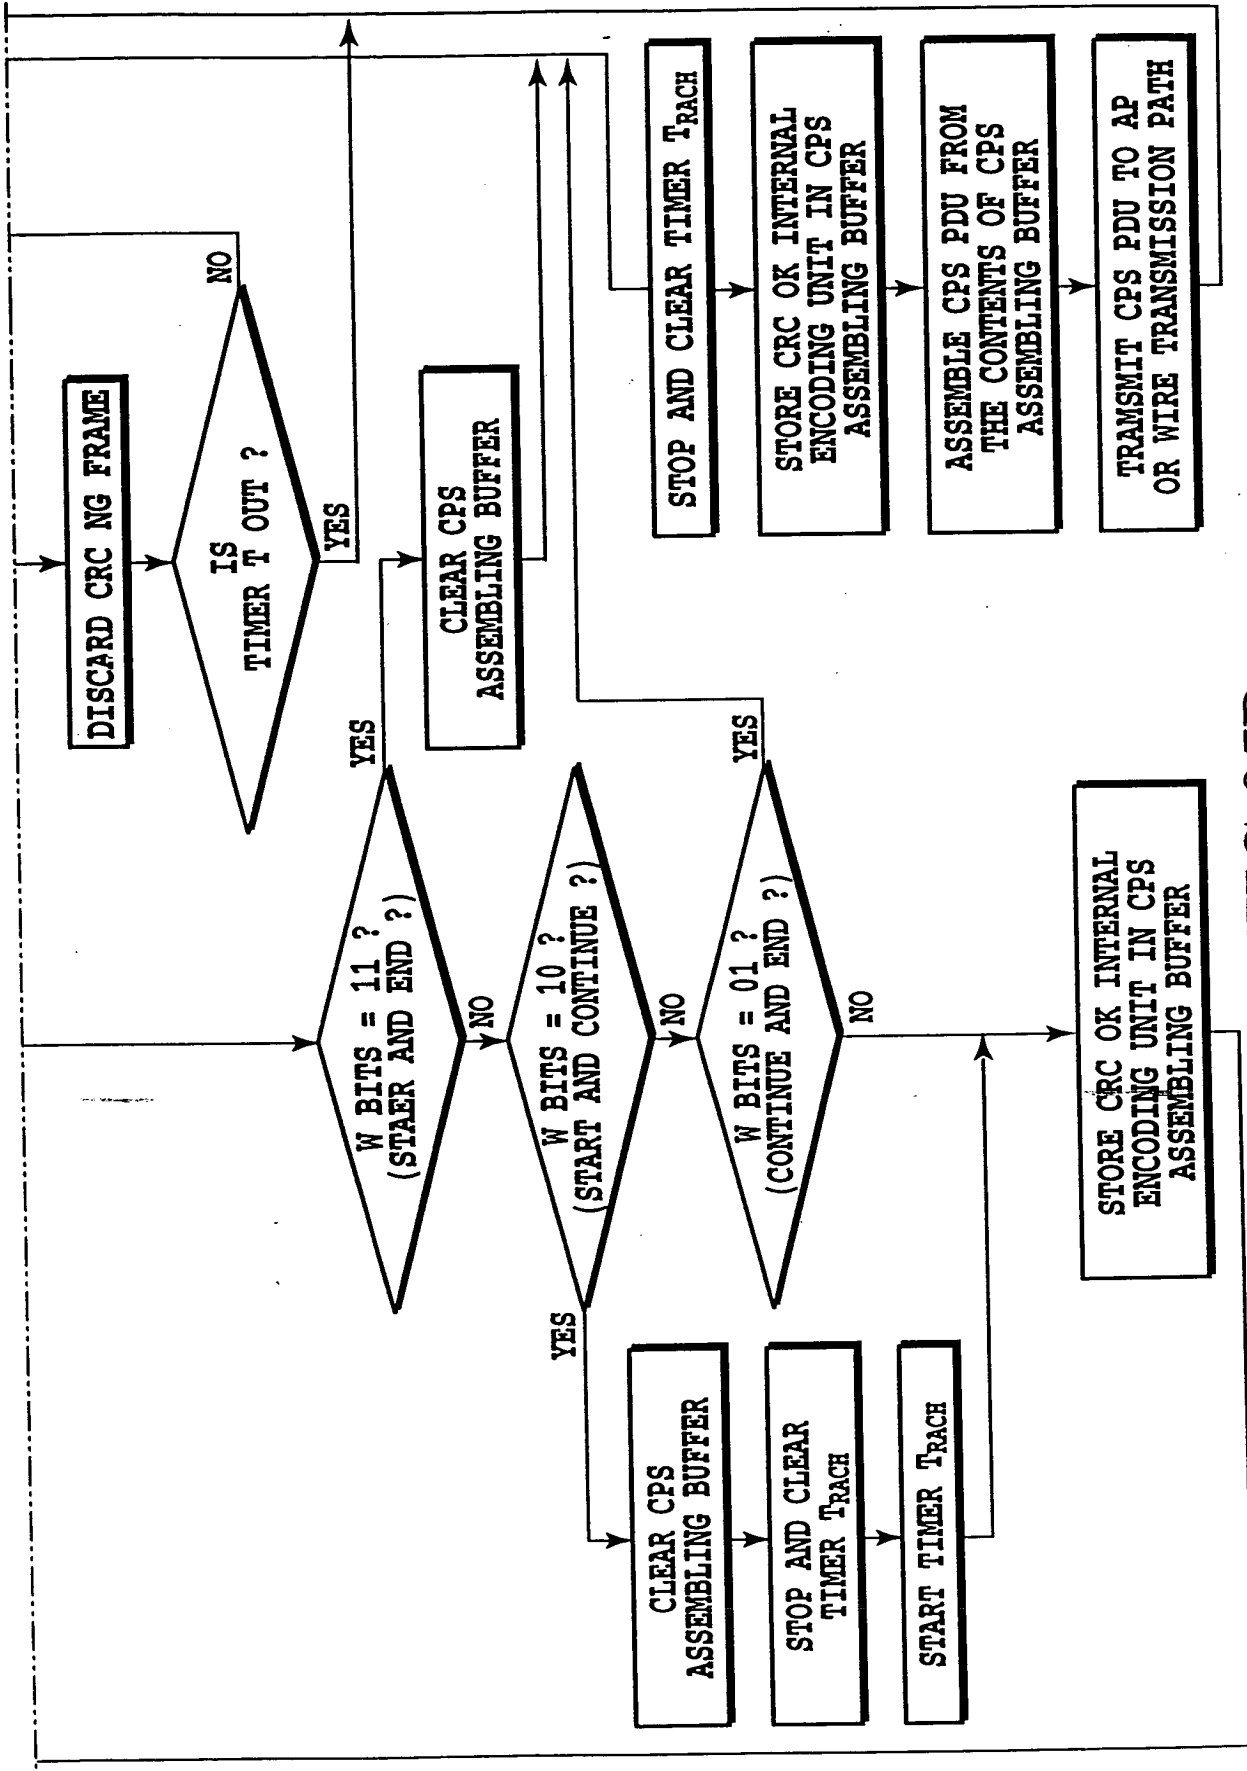 DISCARD CRC NG FRAME
IS
TIMER T OUT ?
NO
YES
W BITS = 11 ?
(STAER AND END ?)
YES
NO
CLEAR CPS
ASSEMBLING BUFFER
W BITS = 10 ?
(START AND CONTINUE ?)
YES
NO
W BITS = 01 ?
(CONTINUE AND END ?)
YES
NO
CLEAR CPS
ASSEMBLING BUFFER
STOP AND CLEAR
TIMER TRACH
START TIMER TRACH
STORE CRC OK INTERNAL
ENCODING UNIT IN CPS
ASSEMBLING BUFFER
STOP AND CLEAR TIMER TRACH
STORE CRC OK INTERNAL
ENCODING UNIT IN CPS
ASSEMBLING BUFFER
ASSEMBLE CPS PDU FROM
THE CONTENTS OF CPS
ASSEMBLING BUFFER
TRAMSMIT CPS PDU TO AP
OR WIRE TRANSMISSION PATH